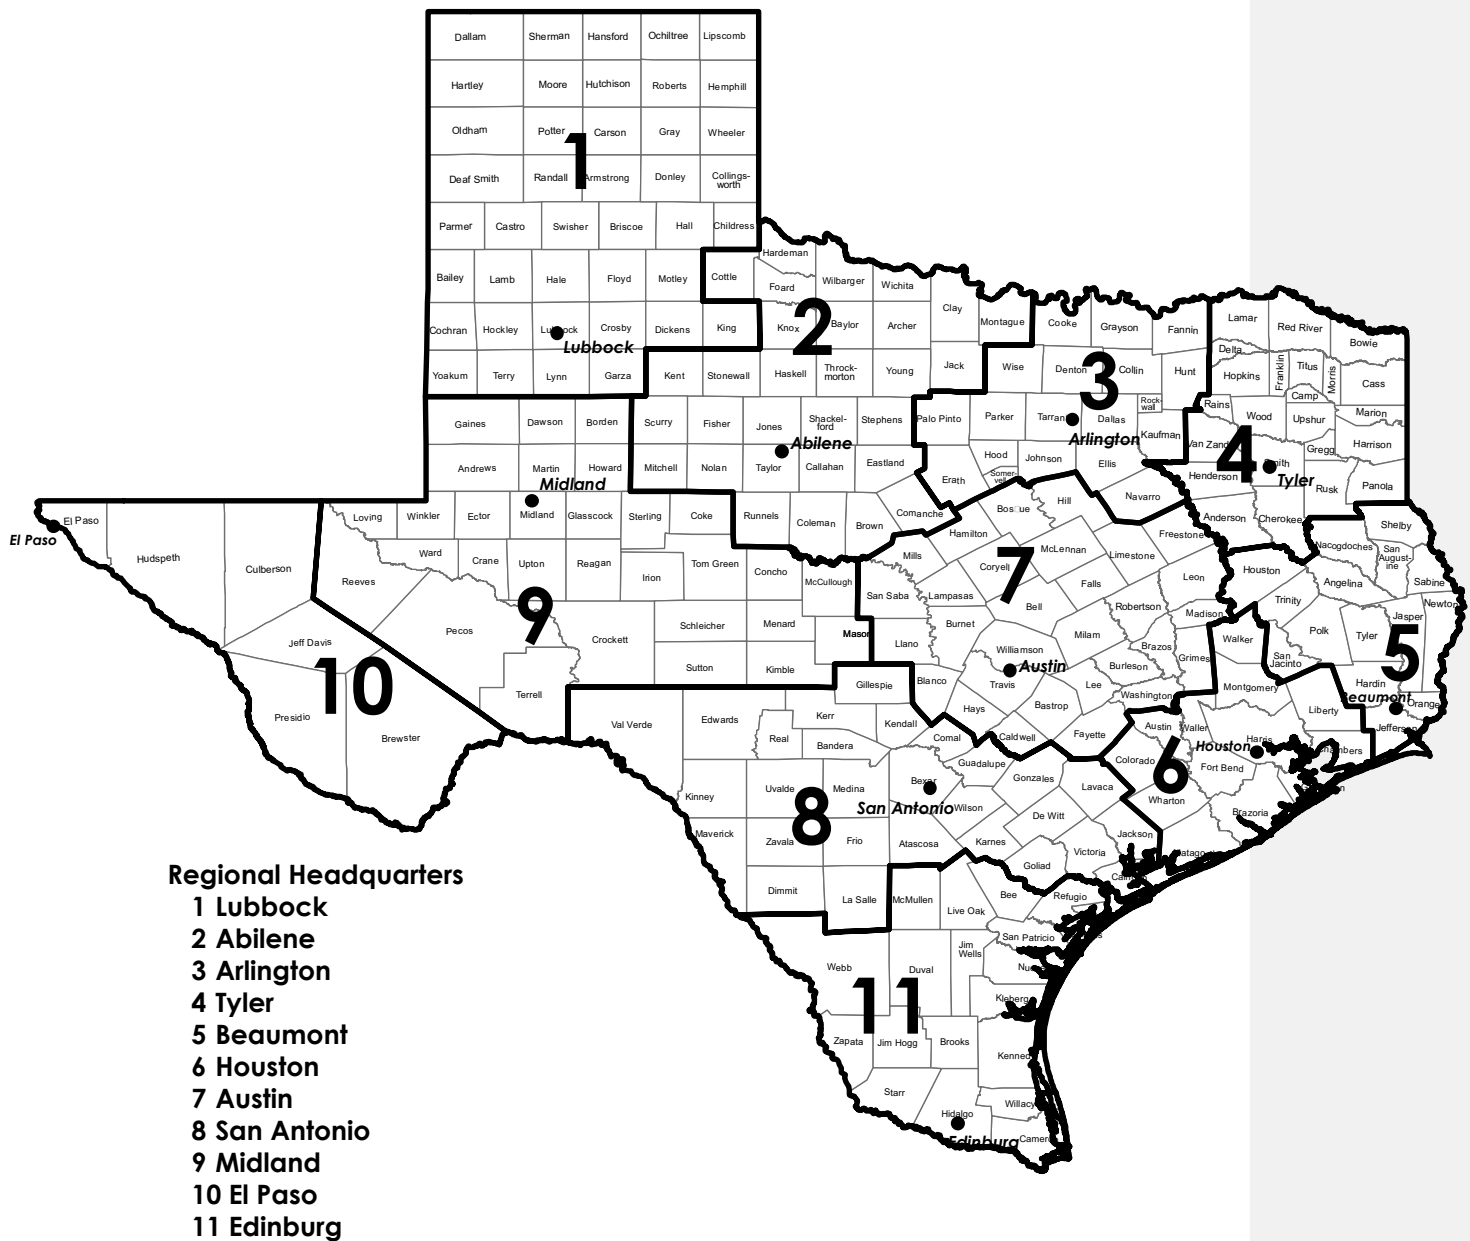 Dallam Sherman Hansford Ochiltree Lipscomb
Hartley Moore Hutchison Roberts Hemphill
Oldham Potter Carson Gray Wheeler
1
Deaf Smith Randall Armstrong Donley Collings-
worth
Parmer Castro Swisher Briscoe Hall Childress
Hardeman
Bailey Lamb Hale Floyd Motley Cottle Foard Wilbarger Wichita
Clay
Cochran Hockley Lubbock Crosby Dickens King Knox Baylor Archer Montague Cooke Grayson Fannin Lamar Red River Bowie
2
Lubbock
Yoakum Terry Lynn Garza Kent Stonewall Haskell Throck-
morton Young Jack Wise Denton Collin Hunt Delta Hopkins Franklin Titus Morris Cass
3
Gaines Dawson Borden Scurry Fisher Jones Shackel-
ford Stephens Palo Pinto Parker Tarrant Dallas Rock-
wall Kaufman Rains Wood Camp Upshur Marion
Abilene
Arlington
Van Zandt Gregg Harrison
4
Andrews Martin Howard Mitchell Nolan Taylor Callahan Eastland Erath Hood Somer-
vell Johnson Ellis Navarro Henderson Smith Rusk Panola
Midland
Tyler
El Paso
El Paso
Hudspeth Culberson Loving Winkler Ector Midland Glasscock Sterling Coke Runnels Coleman Brown Comanche Hamilton Bosque Hill Freestone Anderson Cherokee Nacogdoches Shelby
San
August-
ine
Reeves Ward Crane Upton Reagan Irion Tom Green Concho McCullough Mills Coryell McLennan Limestone Leon Houston Angelina Sabine
7
San Saba Lampasas Bell Falls Robertson Madison Trinity Newton Jasper
9
Jeff Davis Pecos Crockett Schleicher Menard Mason Llano Burnet Milam Brazos Grimes Walker Polk Tyler
5
10
Terrell Sutton Kimble Gillespie Blanco Williamson Travis Burleson Washington San
Jacinto Hardin
Austin
Beaumont
Presidio Brewster Val Verde Edwards Kerr Kendall Hays Bastrop Lee Montgomery Liberty Orange
Real Bandera Comal Caldwell Fayette Austin Waller Harris Jefferson
Houston
Kinney Uvalde Medina Bexar Guadalupe Gonzales Lavaca Colorado Fort Bend
6
San Antonio
8
Wilson De Witt Wharton Brazoria
Maverick Zavala Frio Atascosa Karnes Victoria Jackson
Goliad
Dimmit La Salle McMullen Bee Refugio
Live Oak
San Patricio
Webb Duval Jim
Wells
11
Kleberg
Zapata Jim Hogg Brooks
Starr Willacy
Hidalgo
Edinburg
Regional Headquarters
1 Lubbock
2 Abilene
3 Arlington
4 Tyler
5 Beaumont
6 Houston
7 Austin
8 San Antonio
9 Midland
10 El Paso
11 Edinburg